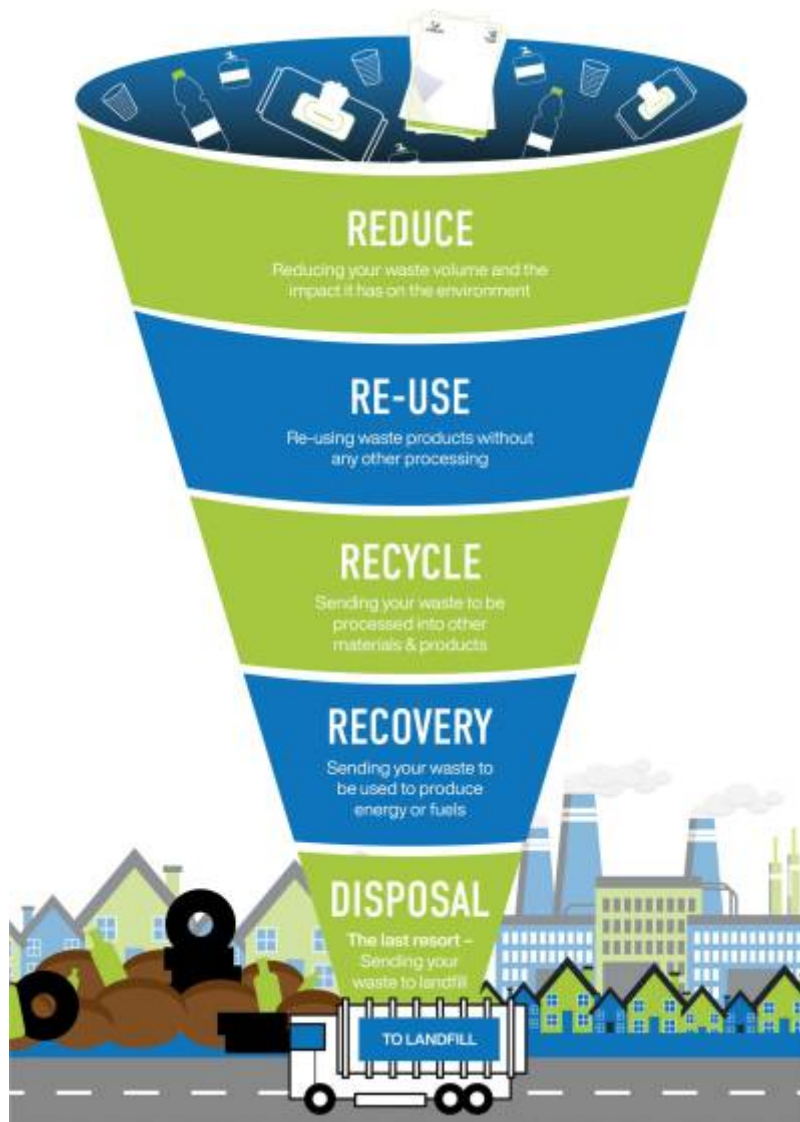 REDUCE
Reducing your waste volume and the
impact it has on the environment
RE-USE
Re-using waste products without
any other processing
RECYCLE
Sending your waste to be
processed into other
materials & products
RECOVERY
Sending your waste to
be used to produce
energy or fuels
DISPOSAL
The last resort –
Sending your
waste to landfill
TO LANDFILL